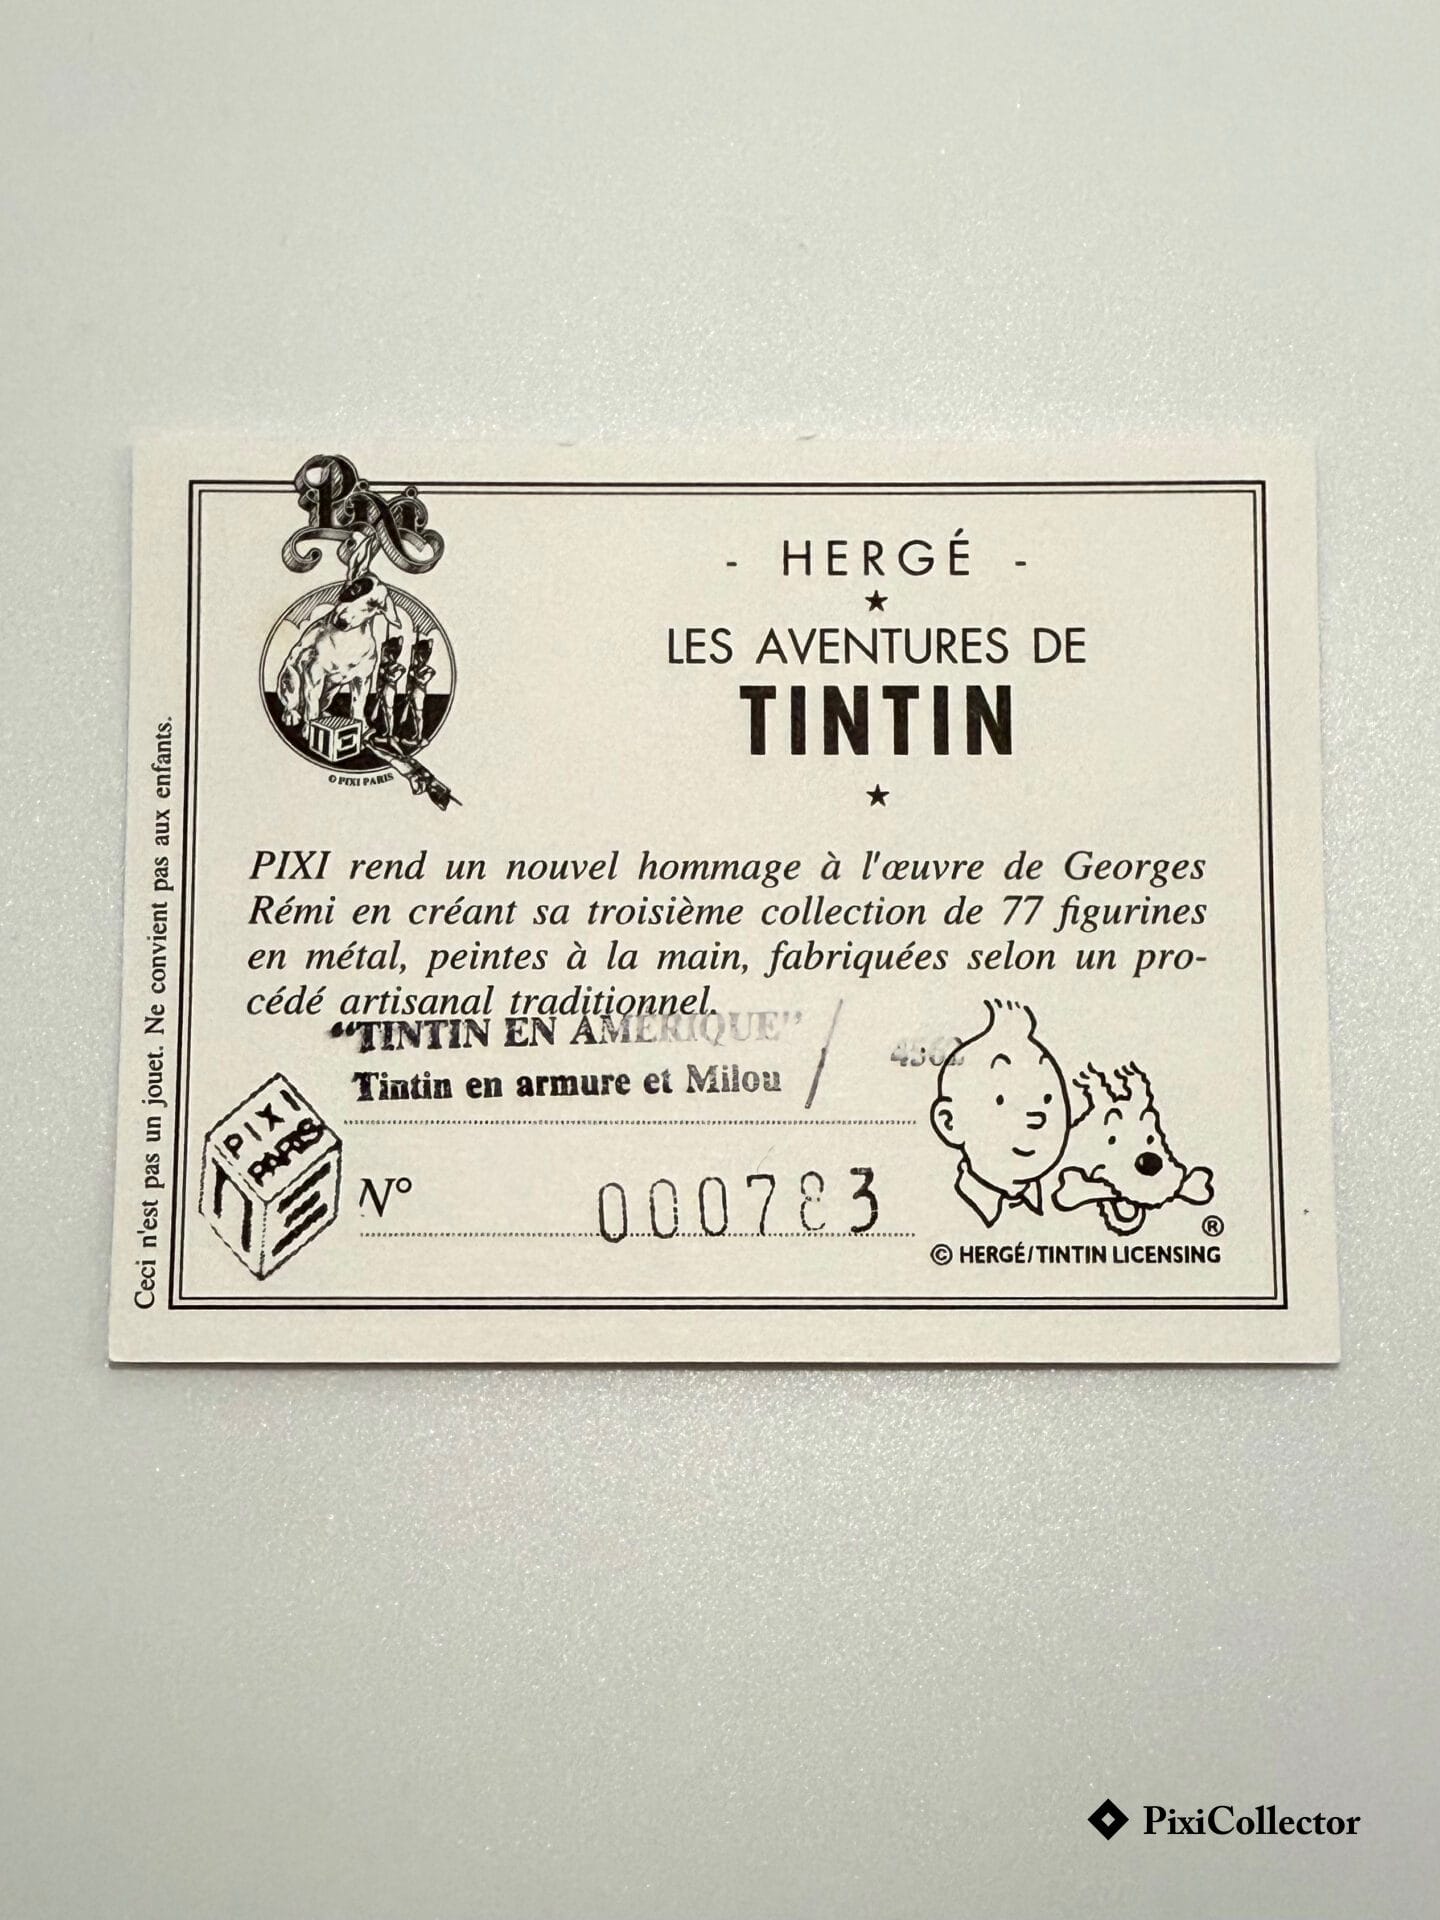 Pixi
© PIXI PARIS
- HERGÉ -
LES AVENTURES DE
TINTIN
PIXI rend un nouvel hommage à l'œuvre de Georges
Rémi en créant sa troisième collection de 77 figurines
en métal, peintes à la main, fabriquées selon un pro-
cédé artisanal traditionnel.
"TINTIN EN AMERIQUE" /
Tintin en armure et Milou 4562
PIXI
PARIS
N° 000783
®
© HERGÉ/TINTIN LICENSING
Ceci n'est pas un jouet. Ne convient pas aux enfants.
PixiCollector